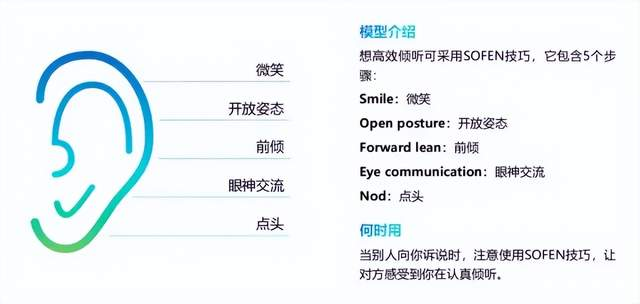 微笑
开放姿态
前倾
眼神交流
点头
模型介绍
想高效倾听可采用SOFEN技巧，它包含5个步
骤：
Smile：微笑
Open posture：开放姿态
Forward lean：前倾
Eye communication：眼神交流
Nod：点头
何时用
当别人向你诉说时，注意使用SOFEN技巧，让
对方感受到你在认真倾听。